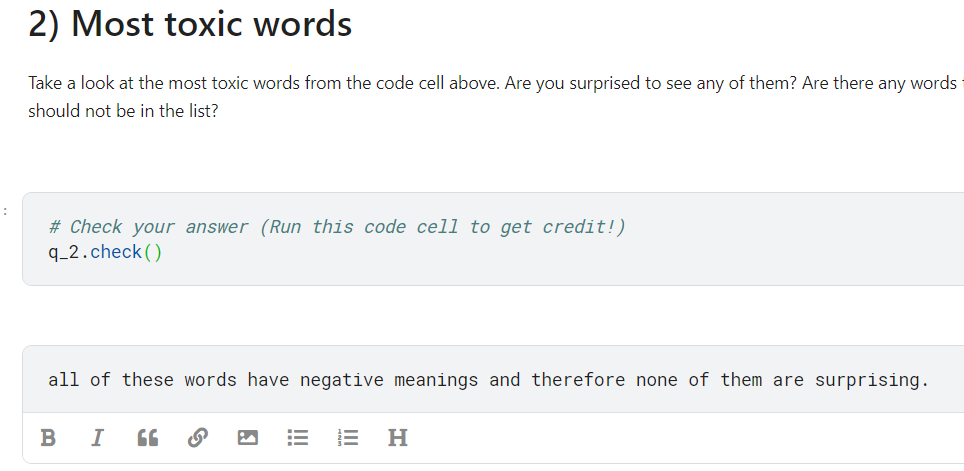 2) Most toxic words
Take a look at the most toxic words from the code cell above. Are you surprised to see any of them? Are there any words
should not be in the list?
:
# Check your answer (Run this code cell to get credit!)
q_2.check()
all of these words have negative meanings and therefore none of them are surprising.
B I H